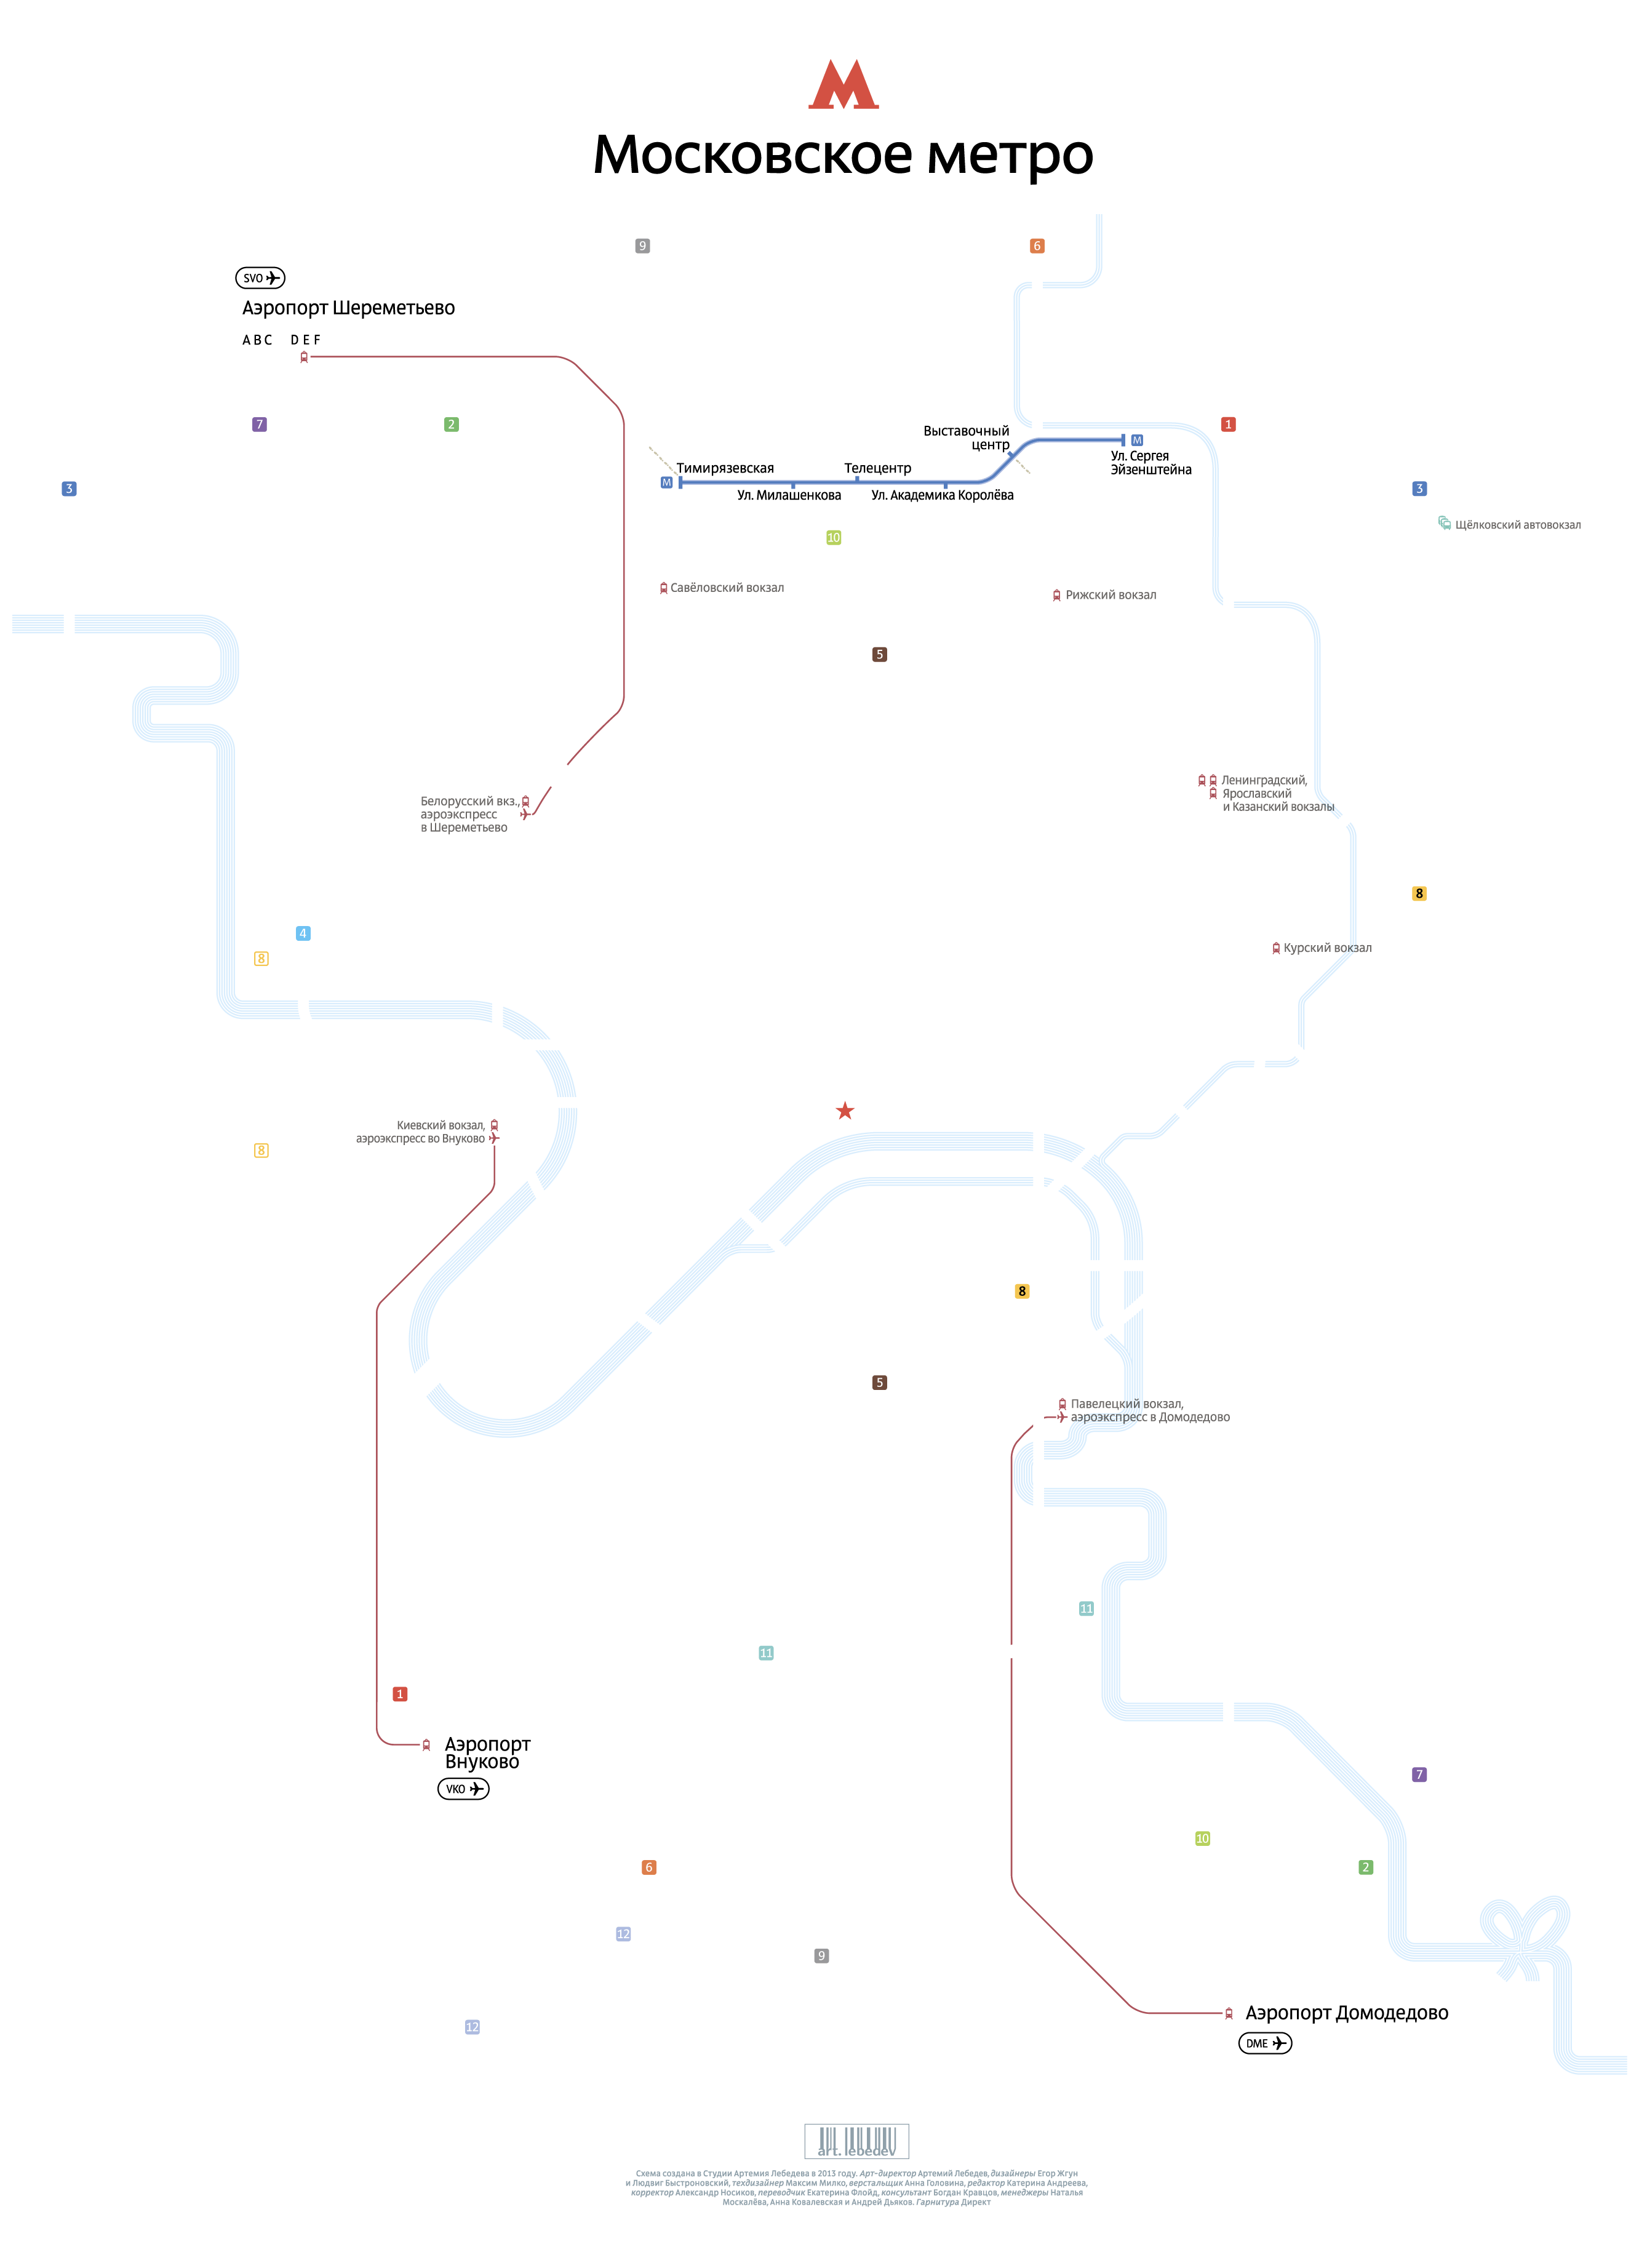 Московское метро
9
6
SVO
Аэропорт Шереметьево
A B C D E F
7
2
1
Выставочный
центр
М
Ул. Сергея
Эйзенштейна
Тимирязевская
Телецентр
М
Ул. Милашенкова
Ул. Академика Королёва
3
3
Щёлковский автовокзал
10
Савёловский вокзал
Рижский вокзал
5
Ленинградский,
Ярославский
и Казанский вокзалы
Белорусский вкз.,
аэроэкспресс
в Шереметьево
8
4
8
Курский вокзал
Киевский вокзал,
аэроэкспресс во Внуково
8
8
5
Павелецкий вокзал,
аэроэкспресс в Домодедово
11
11
1
Аэропорт
Внуково
VKO
7
10
6
2
12
9
12
Аэропорт Домодедово
DME
art. lebedev
Схема создана в Студии Артемия Лебедева в 2013 году. Арт-директор Артемий Лебедев, дизайнеры Егор Жгун
и Людвиг Быстроновский, техдизайнер Максим Милко, верстальщик Анна Головина, редактор Катерина Андреева,
корректор Александр Носиков, переводчик Екатерина Флойд, консультант Богдан Кравцов, менеджеры Наталья
Москалёва, Анна Ковалевская и Андрей Дьяков. Гарнитура Директ